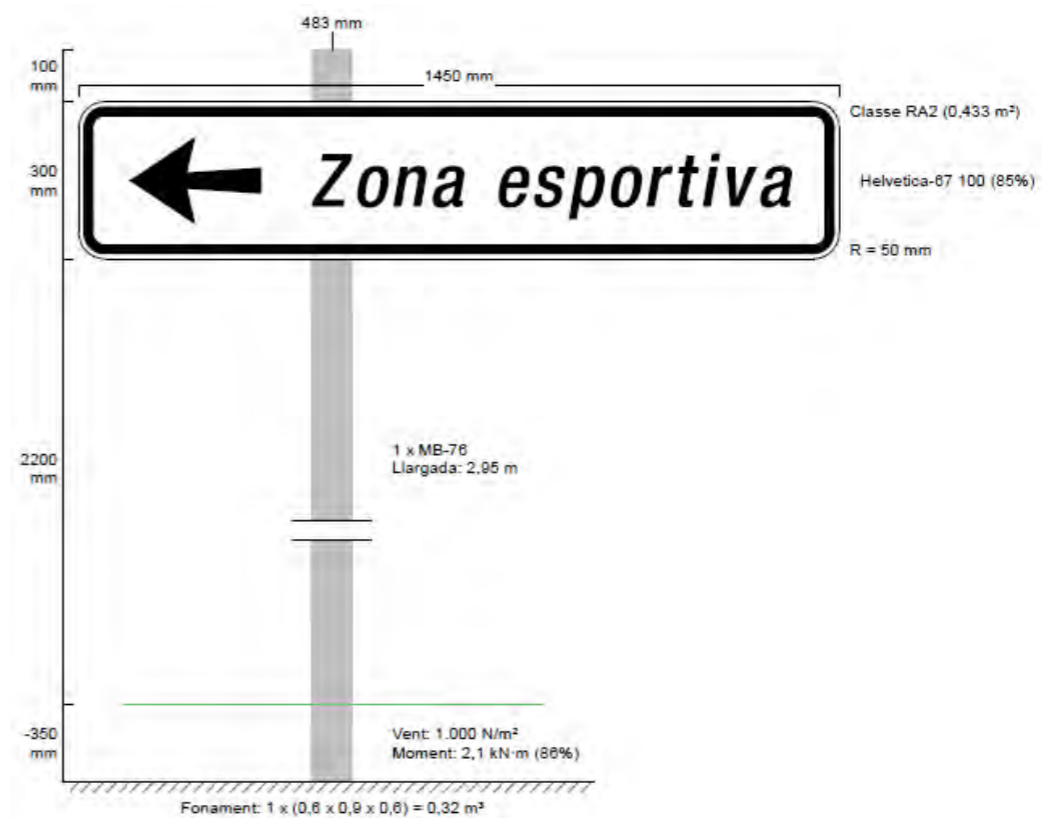 483 mm
100
mm
1450 mm
Classe RA2 (0,433 m²)
300
mm
Zona esportiva
Helvetica-67 100 (85%)
R = 50 mm
2200
mm
1 x MB-76
Llargada: 2,95 m
-350
mm
Vent: 1.000 N/m²
Moment: 2,1 kN·m (86%)
Fonament: 1 x (0,6 x 0,9 x 0,6) = 0,32 m³